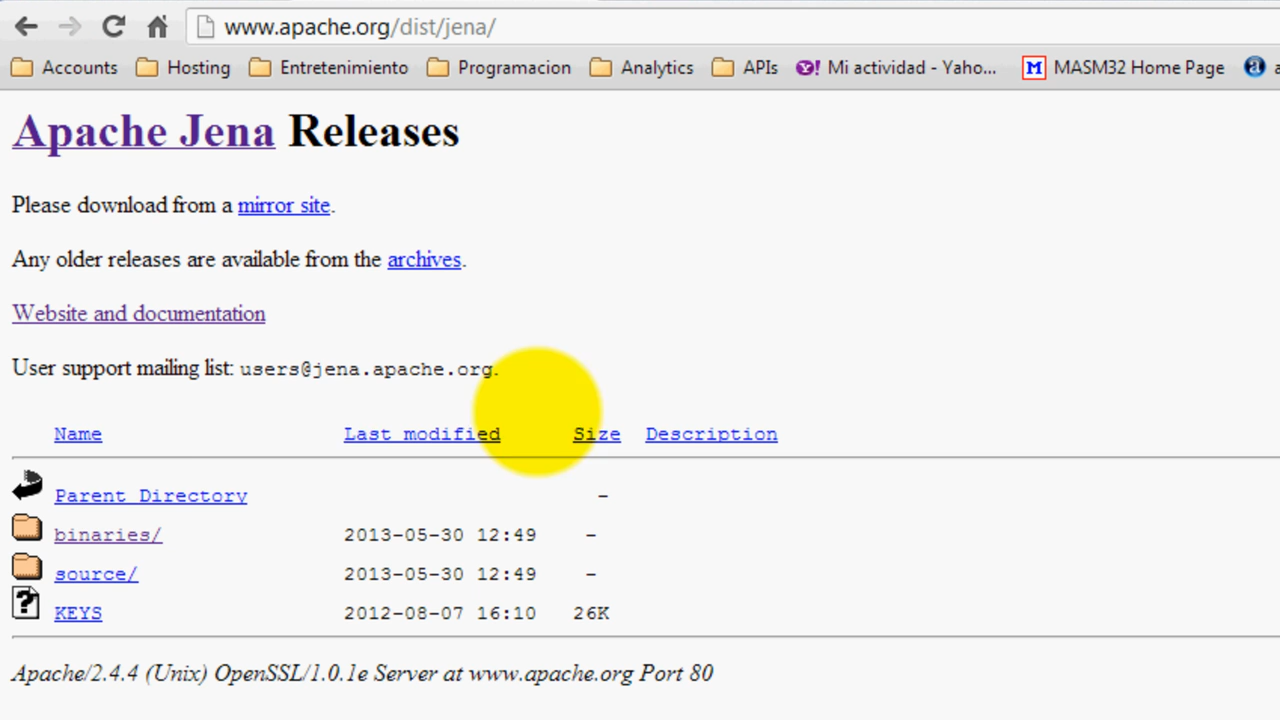 www.apache.org/dist/jena/
Accounts Hosting Entretenimiento Programacion Analytics APIs Mi actividad - Yaho... MASM32 Home Page
Apache Jena Releases
Please download from a mirror site.
Any older releases are available from the archives.
Website and documentation
User support mailing list: users@jena.apache.org.
Name Last modified Size Description
Parent Directory -
binaries/ 2013-05-30 12:49 -
source/ 2013-05-30 12:49 -
KEYS 2012-08-07 16:10 26K
Apache/2.4.4 (Unix) OpenSSL/1.0.1e Server at www.apache.org Port 80